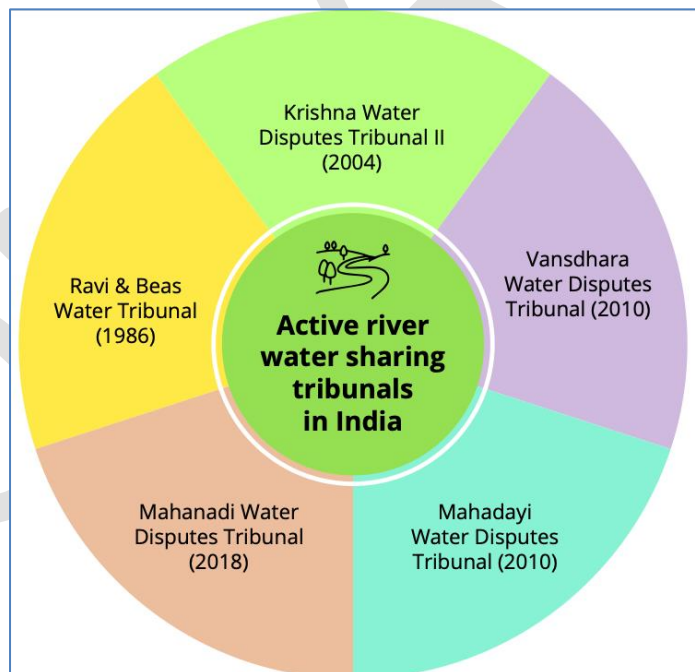 Krishna Water
Disputes Tribunal II
(2004)
Vansdhara
Water Disputes
Tribunal (2010)
Mahadayi
Water Disputes
Tribunal (2010)
Mahanadi Water
Disputes Tribunal
(2018)
Ravi & Beas
Water Tribunal
(1986)
Active river
water sharing
tribunals
in India